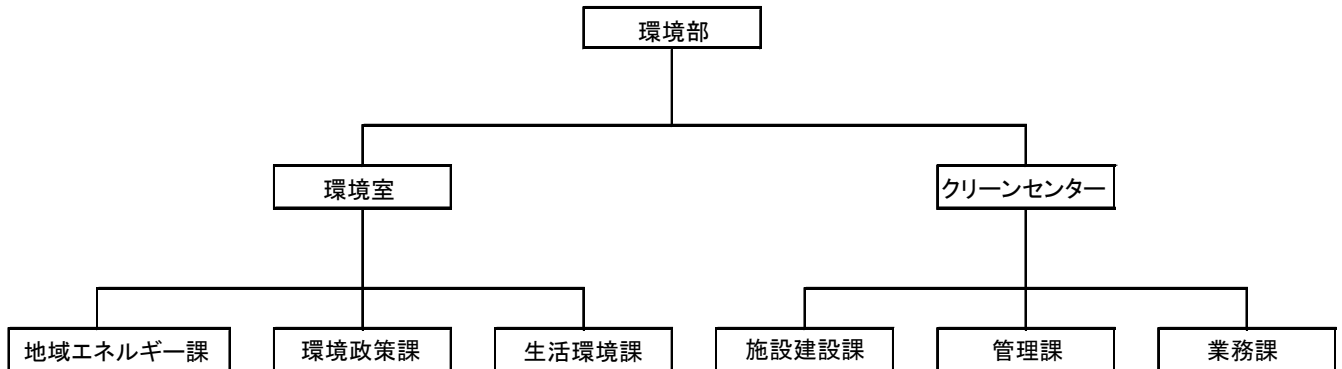 環境部
環境室
クリーンセンター
地域エネルギー課
環境政策課
生活環境課
施設建設課
管理課
業務課